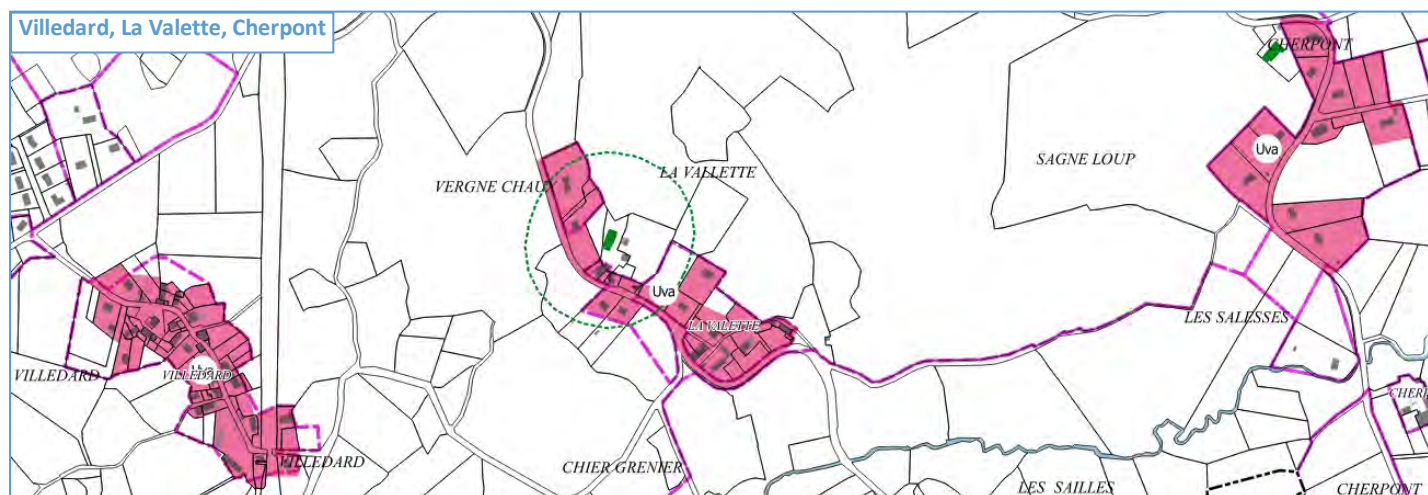 Villedard, La Valette, Cherpont
CHERPONT
Uva
SAGNE LOUP
LA VALLETTE
VERGNE CHAUX
Uva
LA VALETTE
LES SALESSES
VILLEDARD
VILLEDARD
VILLEDARD
CHIER GRENIER
LES SAILLES
CHERPONT